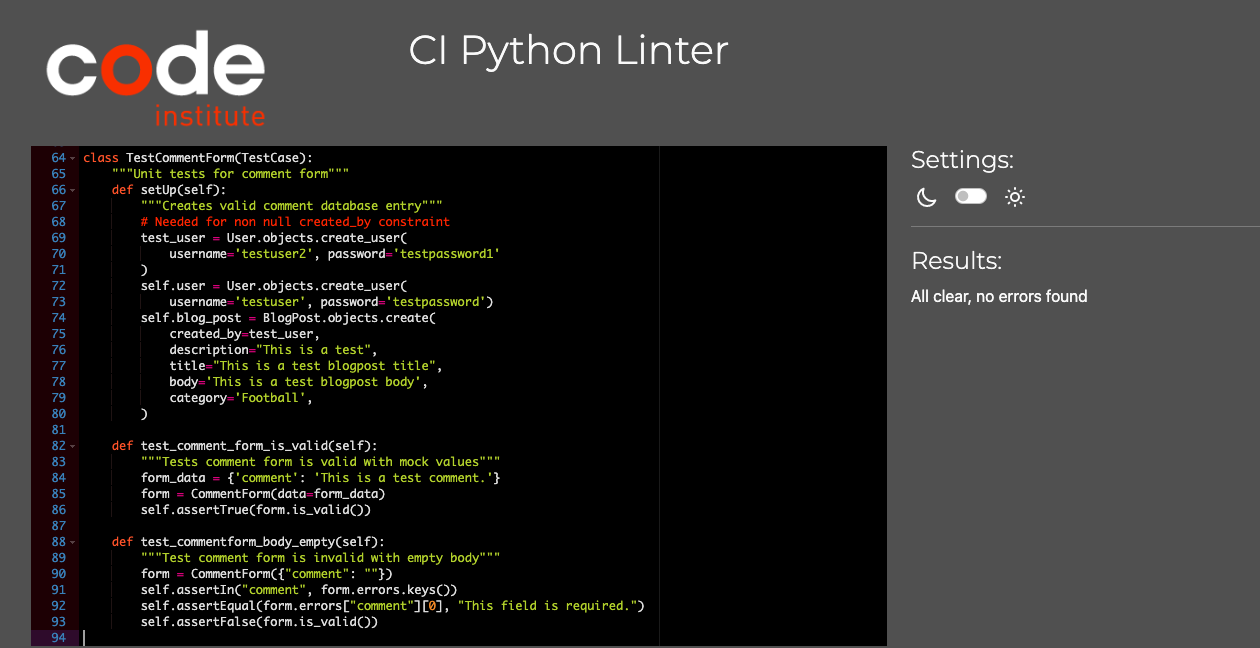 code
institute
CI Python Linter
64 class TestCommentForm(TestCase):
65     """Unit tests for comment form"""
66     def setUp(self):
67         """Creates valid comment database entry"""
68         # Needed for non null created_by constraint
69         test_user = User.objects.create_user(
70             username='testuser2', password='testpassword1'
71         )
72         self.user = User.objects.create_user(
73             username='testuser', password='testpassword')
74         self.blog_post = BlogPost.objects.create(
75             created_by=test_user,
76             description="This is a test",
77             title="This is a test blogpost title",
78             body='This is a test blogpost body',
79             category='Football',
80         )
81
82     def test_comment_form_is_valid(self):
83         """Tests comment form is valid with mock values"""
84         form_data = {'comment': 'This is a test comment.'}
85         form = CommentForm(data=form_data)
86         self.assertTrue(form.is_valid())
87
88     def test_commentform_body_empty(self):
89         """Test comment form is invalid with empty body"""
90         form = CommentForm({"comment": ""})
91         self.assertIn("comment", form.errors.keys())
92         self.assertEqual(form.errors["comment"][0], "This field is required.")
93         self.assertFalse(form.is_valid())
94
Settings:
Results:
All clear, no errors found